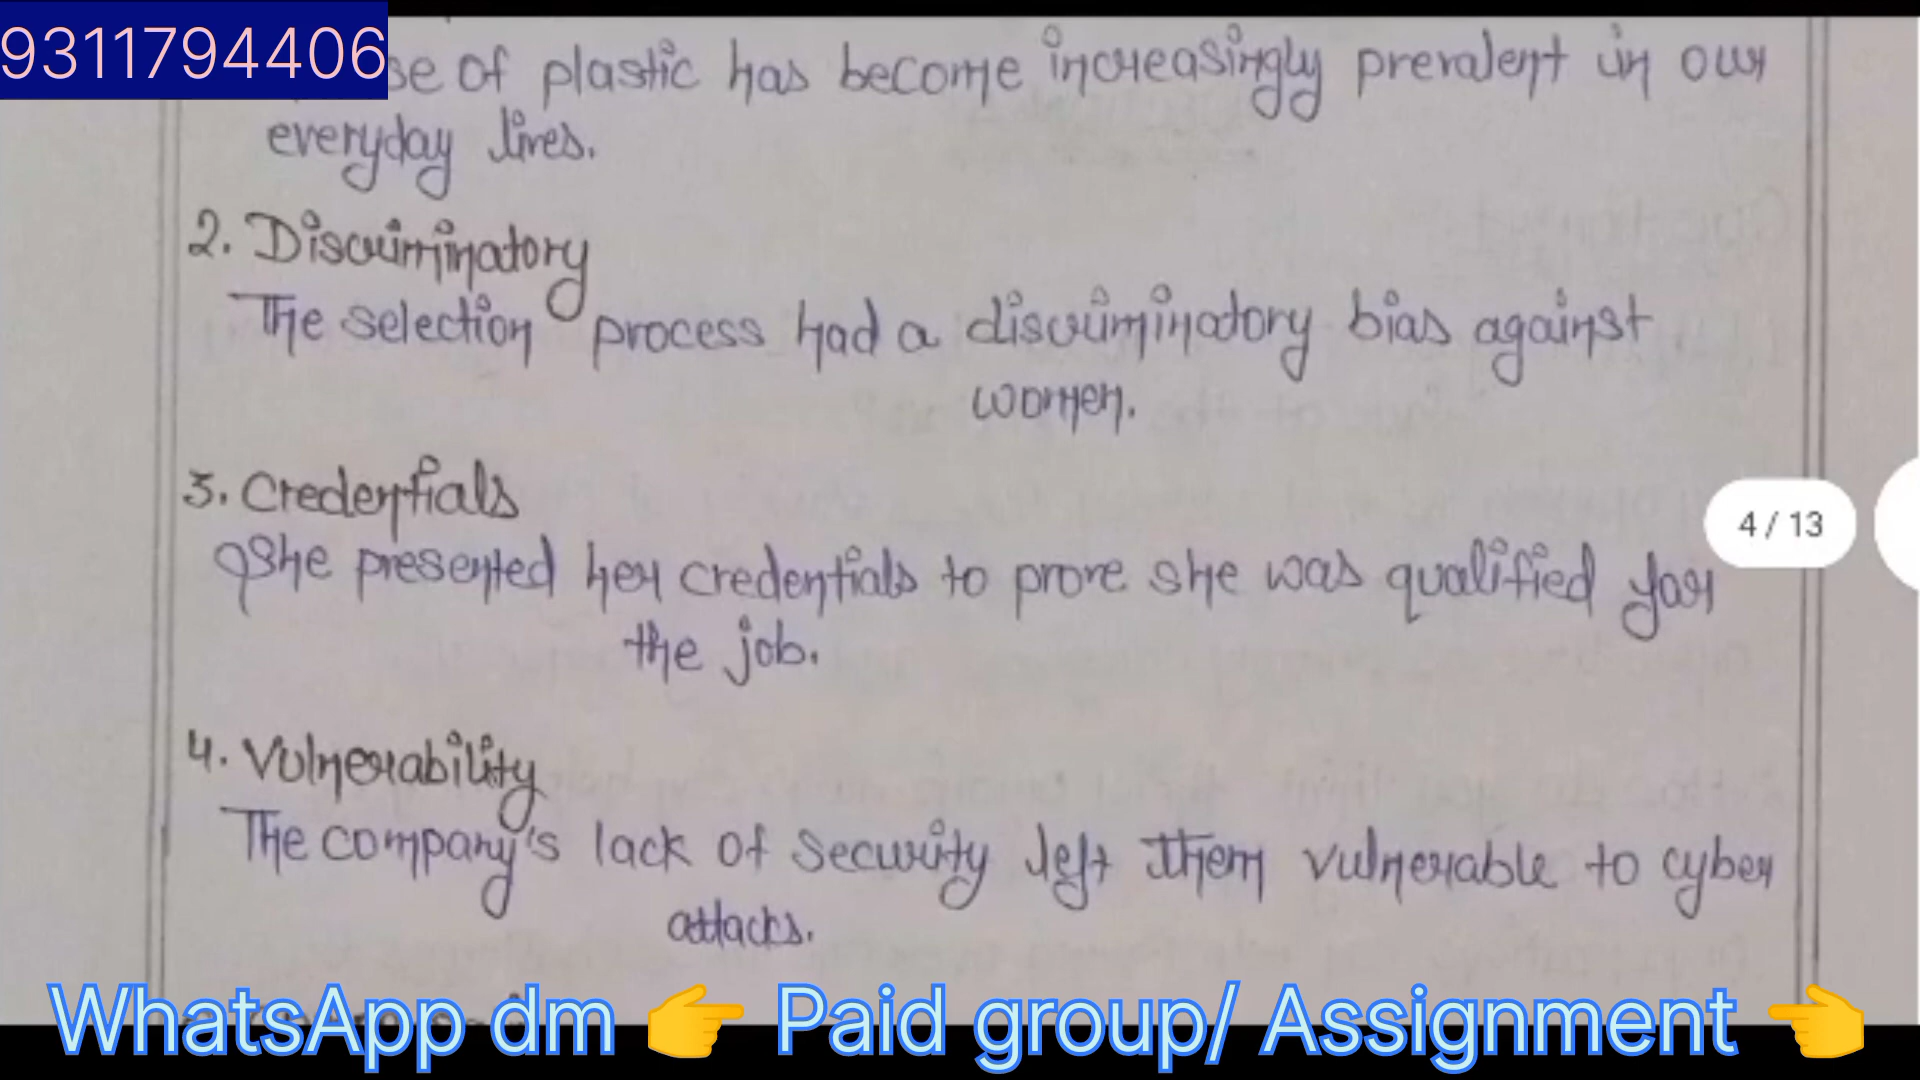 9311794406
se of plastic has become increasingly prevalent in our
everyday lives.
2. Discriminatory
The selection process had a discriminatory bias against
women.
3. Credentials
She presented her credentials to prove she was qualified for
the job.
4 / 13
4. Vulnerability
The company's lack of security left them vulnerable to cyber
attacks.
WhatsApp dm 👉 Paid group/ Assignment 👈